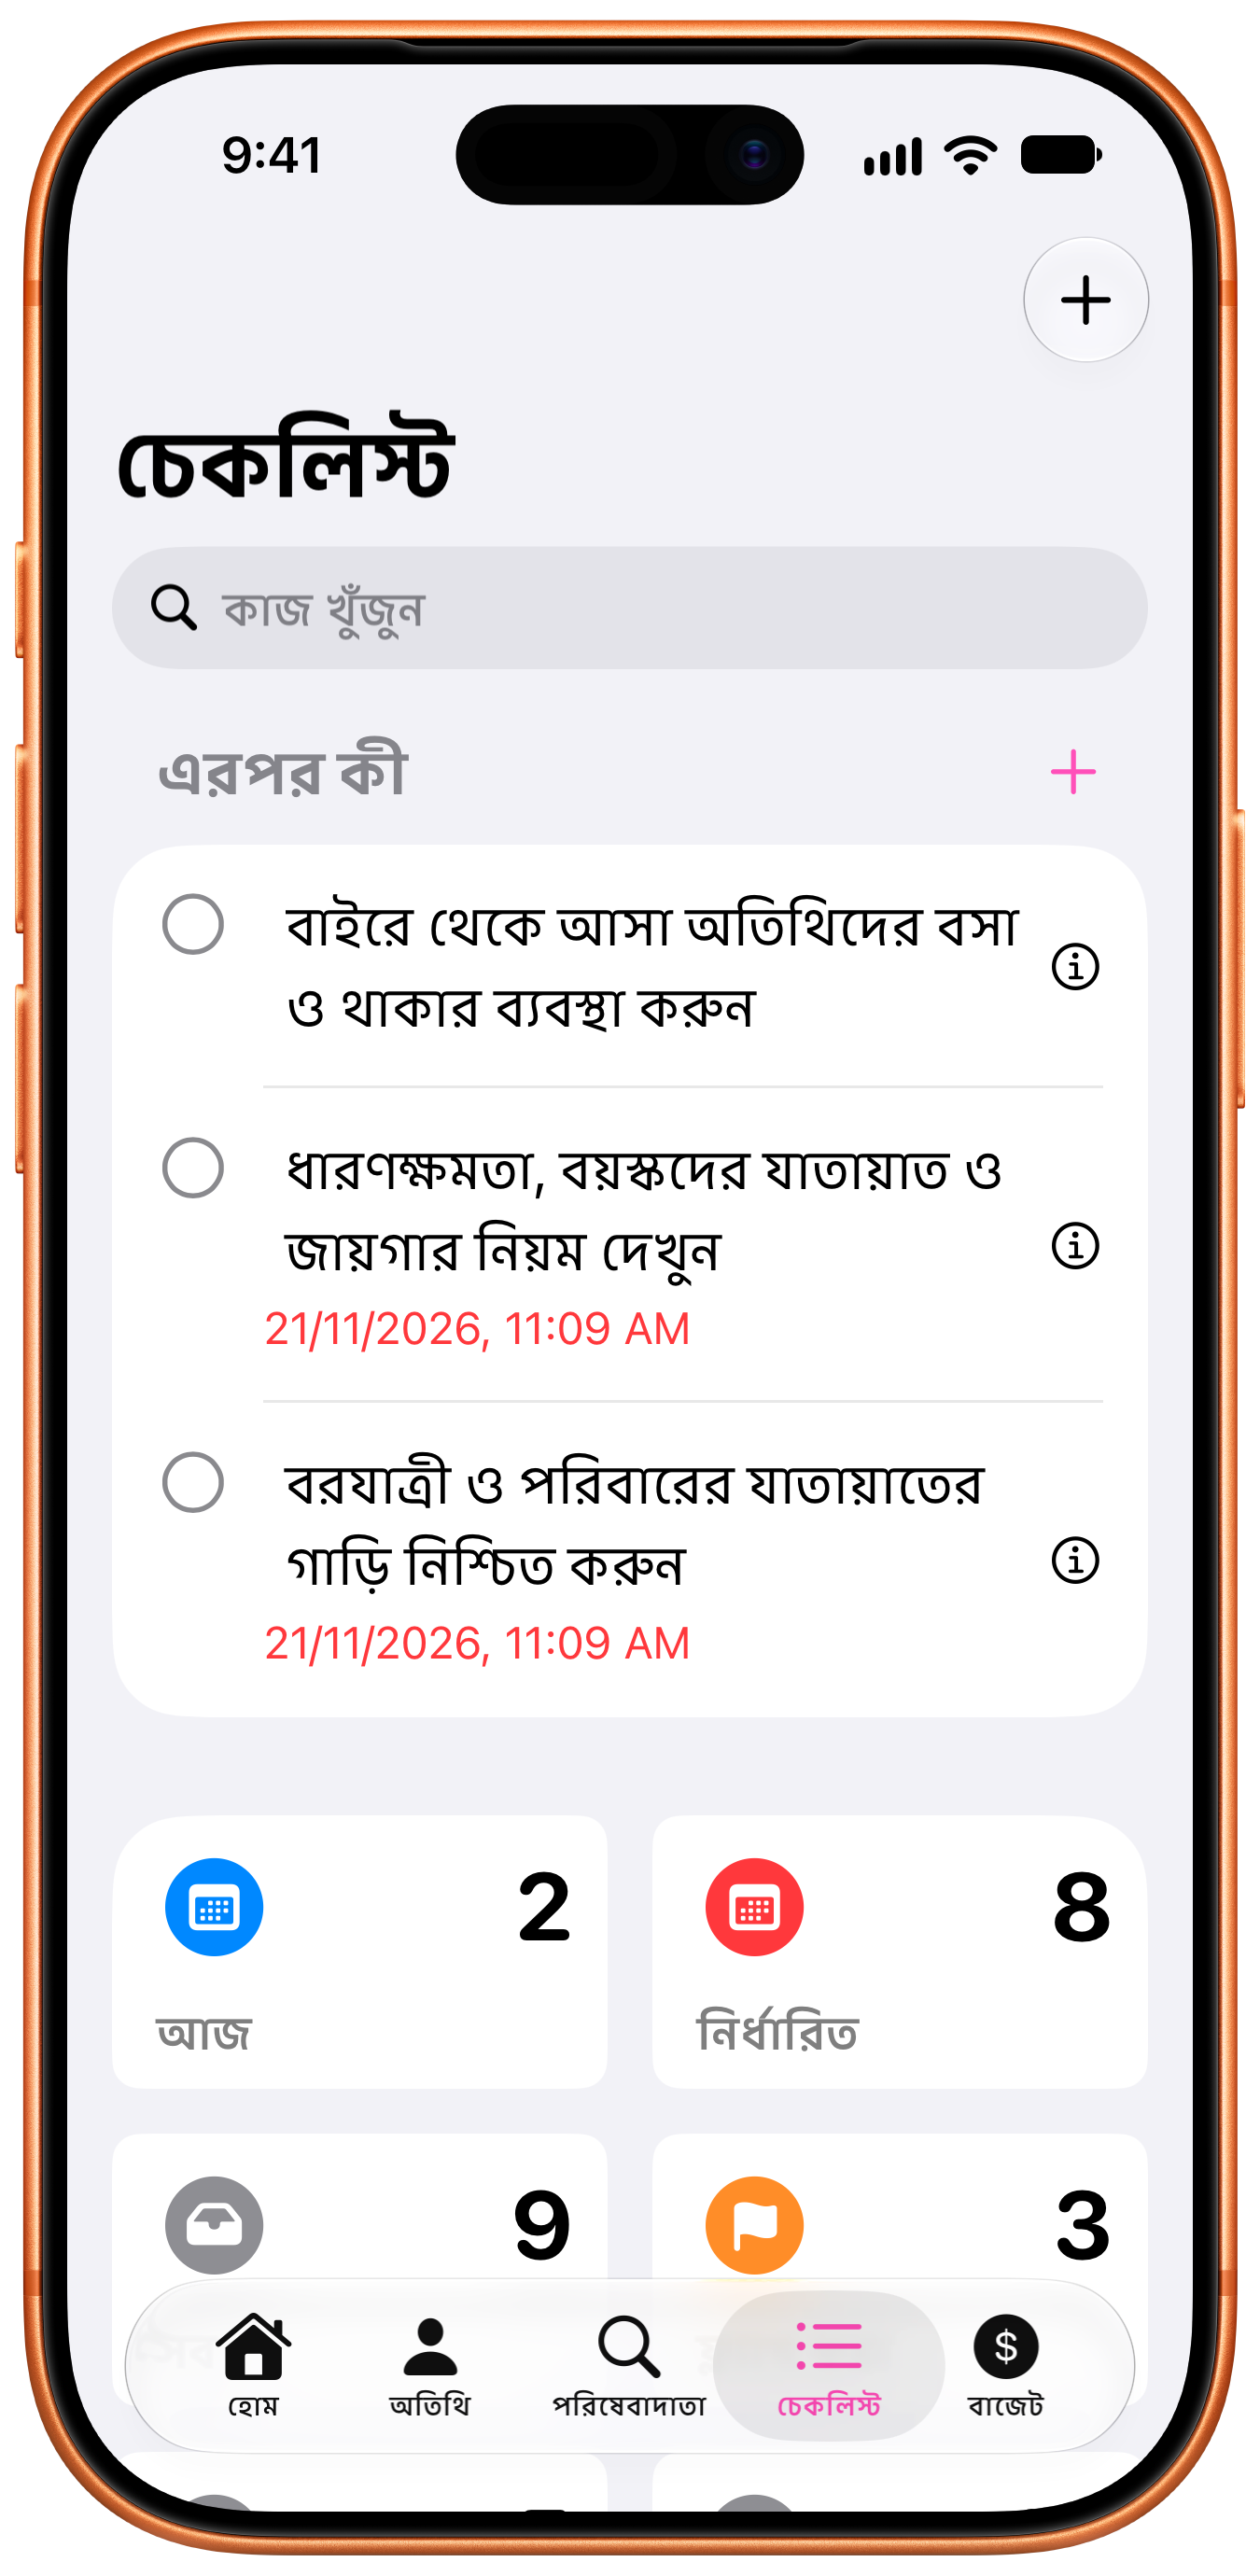 9:41
চেকলিস্ট
কাজ খুঁজুন
এরপর কী
বাইরে থেকে আসা অতিথিদের বসা
ও থাকার ব্যবস্থা করুন
ধারণক্ষমতা, বয়স্কদের যাতায়াত ও
জায়গার নিয়ম দেখুন
21/11/2026, 11:09 AM
বরযাত্রী ও পরিবারের যাতায়াতের
গাড়ি নিশ্চিত করুন
21/11/2026, 11:09 AM
2
8
আজ
নির্ধারিত
9
3
হোম
অতিথি
পরিষেবাদাতা
চেকলিস্ট
বাজেট